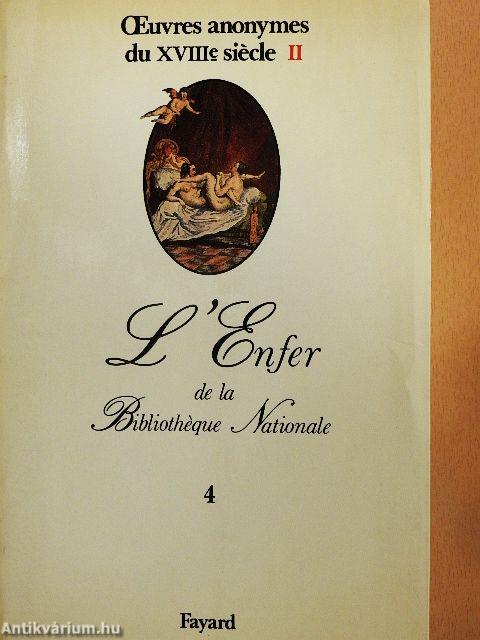 Œuvres anonymes
du XVIIIe siècle II
L'Enfer
de la
Bibliothèque Nationale
4
Fayard
Antikvárium.hu